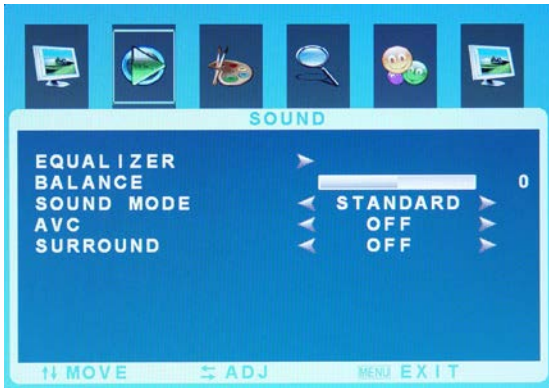 SOUND
EQUALIZER
BALANCE 0
SOUND MODE STANDARD
AVC OFF
SURROUND OFF
MOVE ADJ MENU EXIT